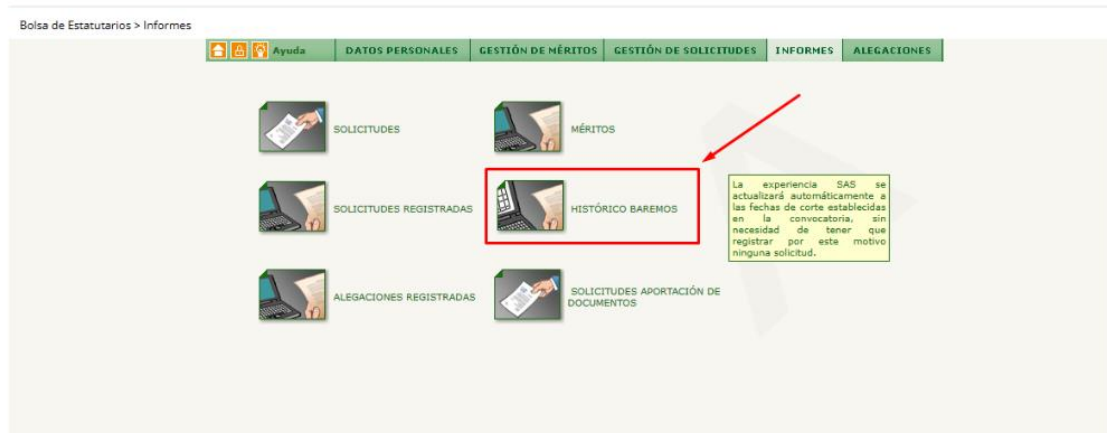 Bolsa de Estatutarios > Informes
Ayuda DATOS PERSONALES GESTIÓN DE MÉRITOS GESTIÓN DE SOLICITUDES INFORMES ALEGACIONES
SOLICITUDES
MÉRITOS
SOLICITUDES REGISTRADAS
HISTÓRICO BAREMOS
La experiencia SAS se
actualizará automáticamente a
las fechas de corte establecidas
en la convocatoria, sin
necesidad de tener que
registrar por este motivo
ninguna solicitud.
ALEGACIONES REGISTRADAS
SOLICITUDES APORTACIÓN DE
DOCUMENTOS